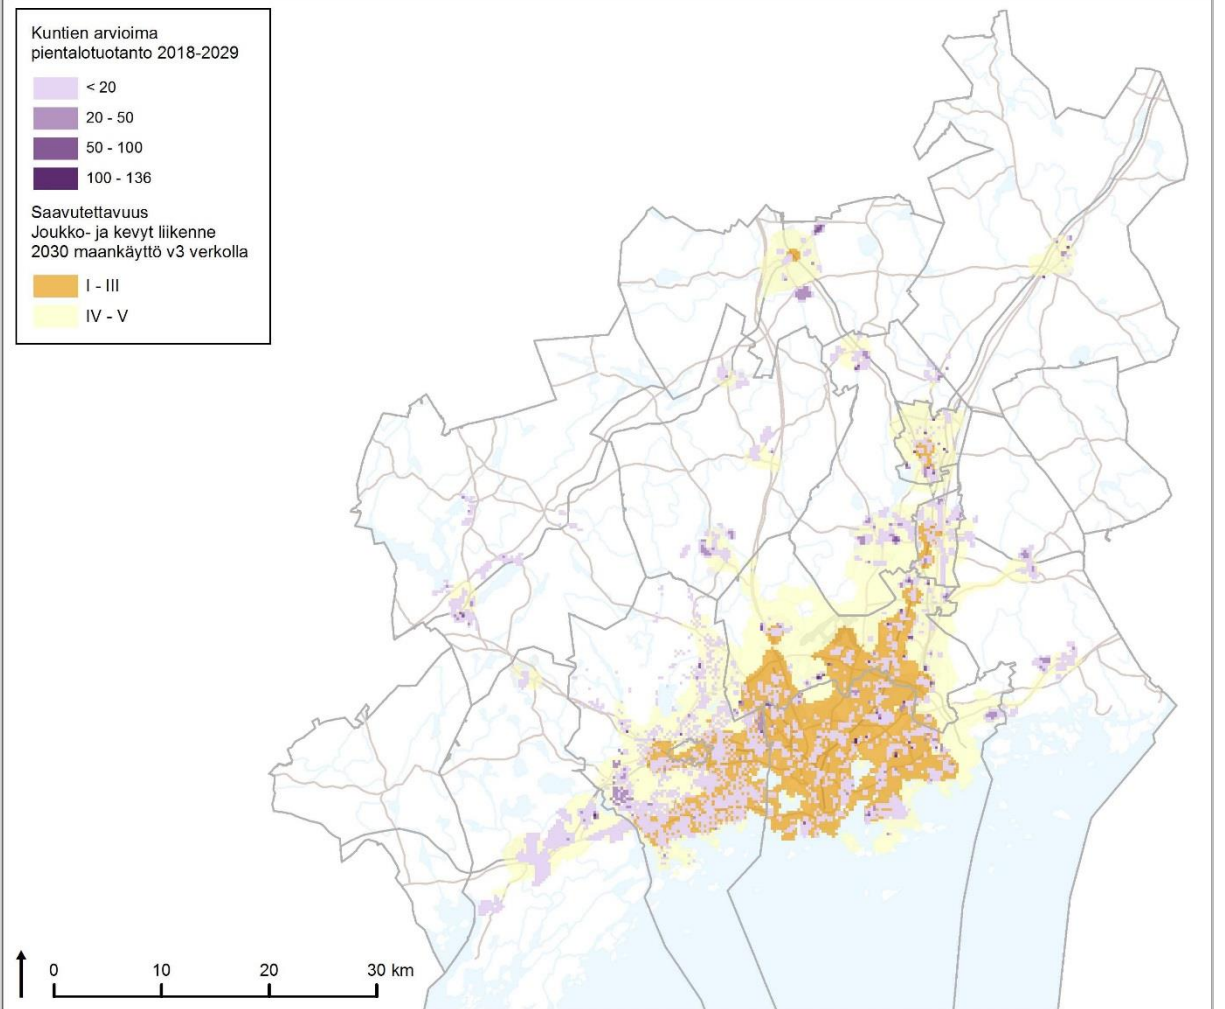 Kuntien arvioima
pientalotuotanto 2018-2029
< 20
20 - 50
50 - 100
100 - 136
Saavutettavuus
Joukko- ja kevyt liikenne
2030 maankäyttö v3 verkolla
I - III
IV - V
0 10 20 30 km